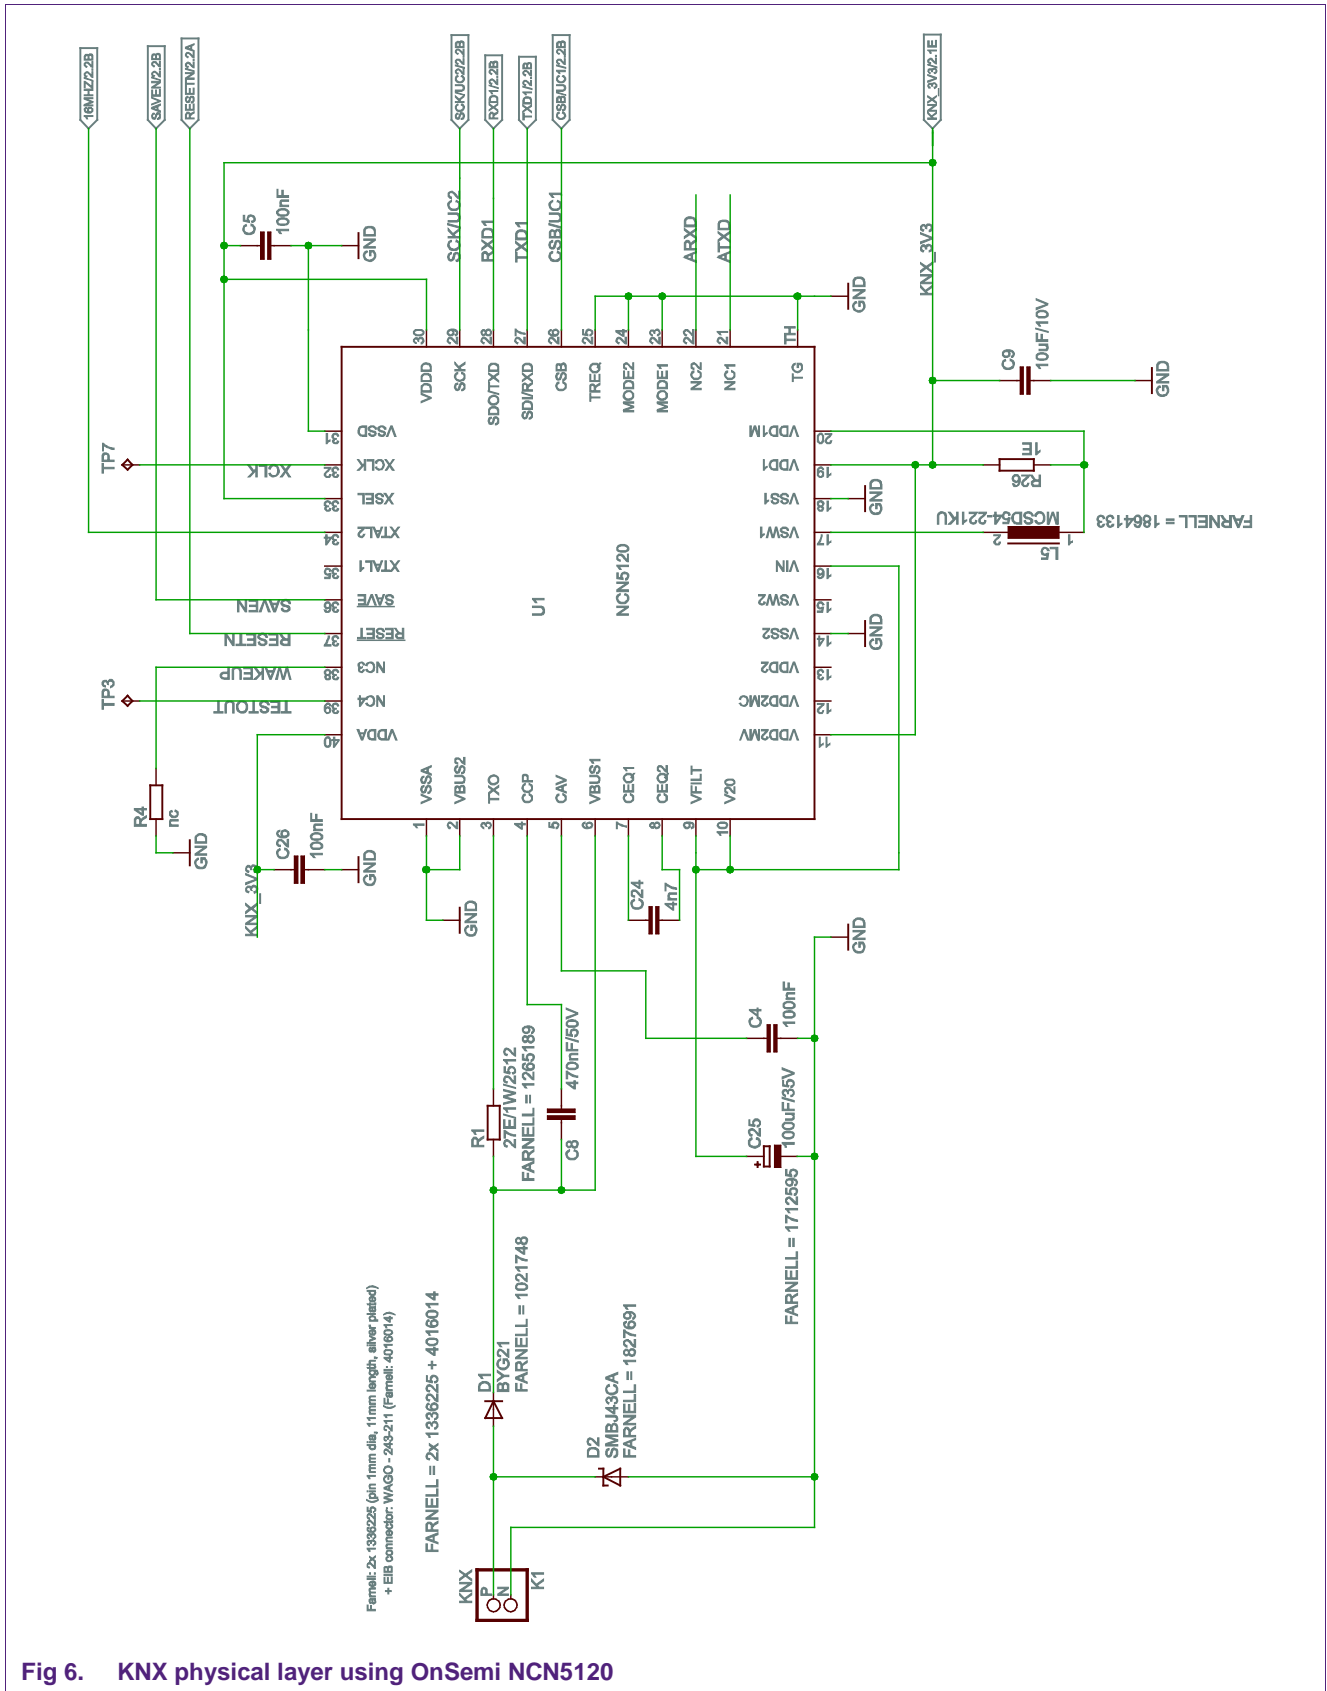 16MHZ/2.2B
SAVEN/2.2B
RESETN/2.2A
SCK/UC2/2.2B
RXD1/2.2B
TXD1/2.2B
CSB/UC1/2.2B
KNX_3V3/2.1E
C5
100nF
GND
SCK/UC2
RXD1
TXD1
CSB/UC1
ARXD
ATXD
KNX_3V3
GND
C9
10uF/10V
GND
30
29
28
27
26
25
24
23
22
21
TH
VDDD
SCK
SDO/TXD
SDI/RXD
CSB
TREQ
MODE2
MODE1
NC2
NC1
TG
TP7
XCLK
SAVEN
RESETN
WAKEUP
TESTOUT
TP3
31 VSSD
32 XCLK
33 XSEL
34 XTAL2
35 XTAL1
36 SAVE
37 RESET
38 NC3
39 NC4
40 VDDA
U1
NCN5120
VDD1M 20
VDD1 19
VSS1 18
VSW1 17
VIN 16
VSW2 15
VSS2 14
VDD2 13
VDD2MC 12
VDD2MV 11
GND
GND
1E
R26
MCSD54-221KU
2
1
L5
FARNELL = 1864133
R4
nc
GND
KNX_3V3
C26
100nF
GND
VSSA
VBUS2
TXO
CCP
CAV
VBUS1
CEQ1
CEQ2
VFILT
V20
1
2
3
4
5
6
7
8
9
10
GND
C24
4n7
GND
C4
100nF
R1
27E/1W/2512
FARNELL = 1265189
C8
470nF/50V
C25
+
100uF/35V
FARNELL = 1712595
D1
BYG21
FARNELL = 1021748
D2
SMBJ43CA
FARNELL = 1827691
Farnell: 2x 1336225 (pin 1mm dia, 11mm length, silver plated)
+ EIB connector: WAGO - 243-211 (Farnell: 4016014)
FARNELL = 2x 1336225 + 4016014
KNX
P
N
K1
Fig 6. KNX physical layer using OnSemi NCN5120